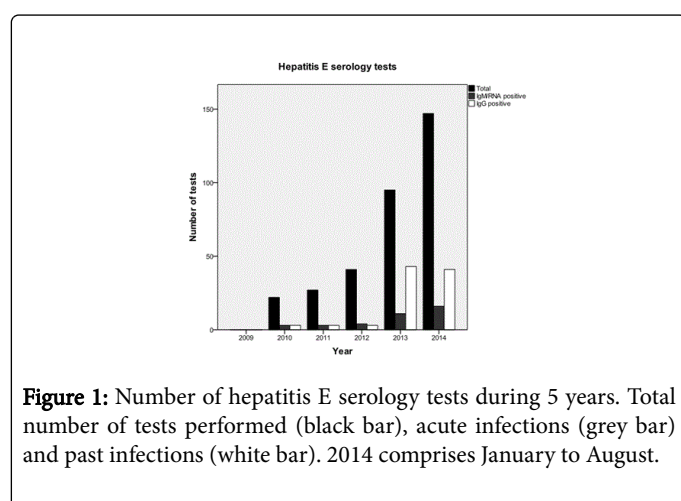 Hepatitis E serology tests
Total
IgM/RNA positive
IgG positive
150
100
50
0
Number of tests
2009 2010 2011 2012 2013 2014
Year
Figure 1: Number of hepatitis E serology tests during 5 years. Total
number of tests performed (black bar), acute infections (grey bar)
and past infections (white bar). 2014 comprises January to August.